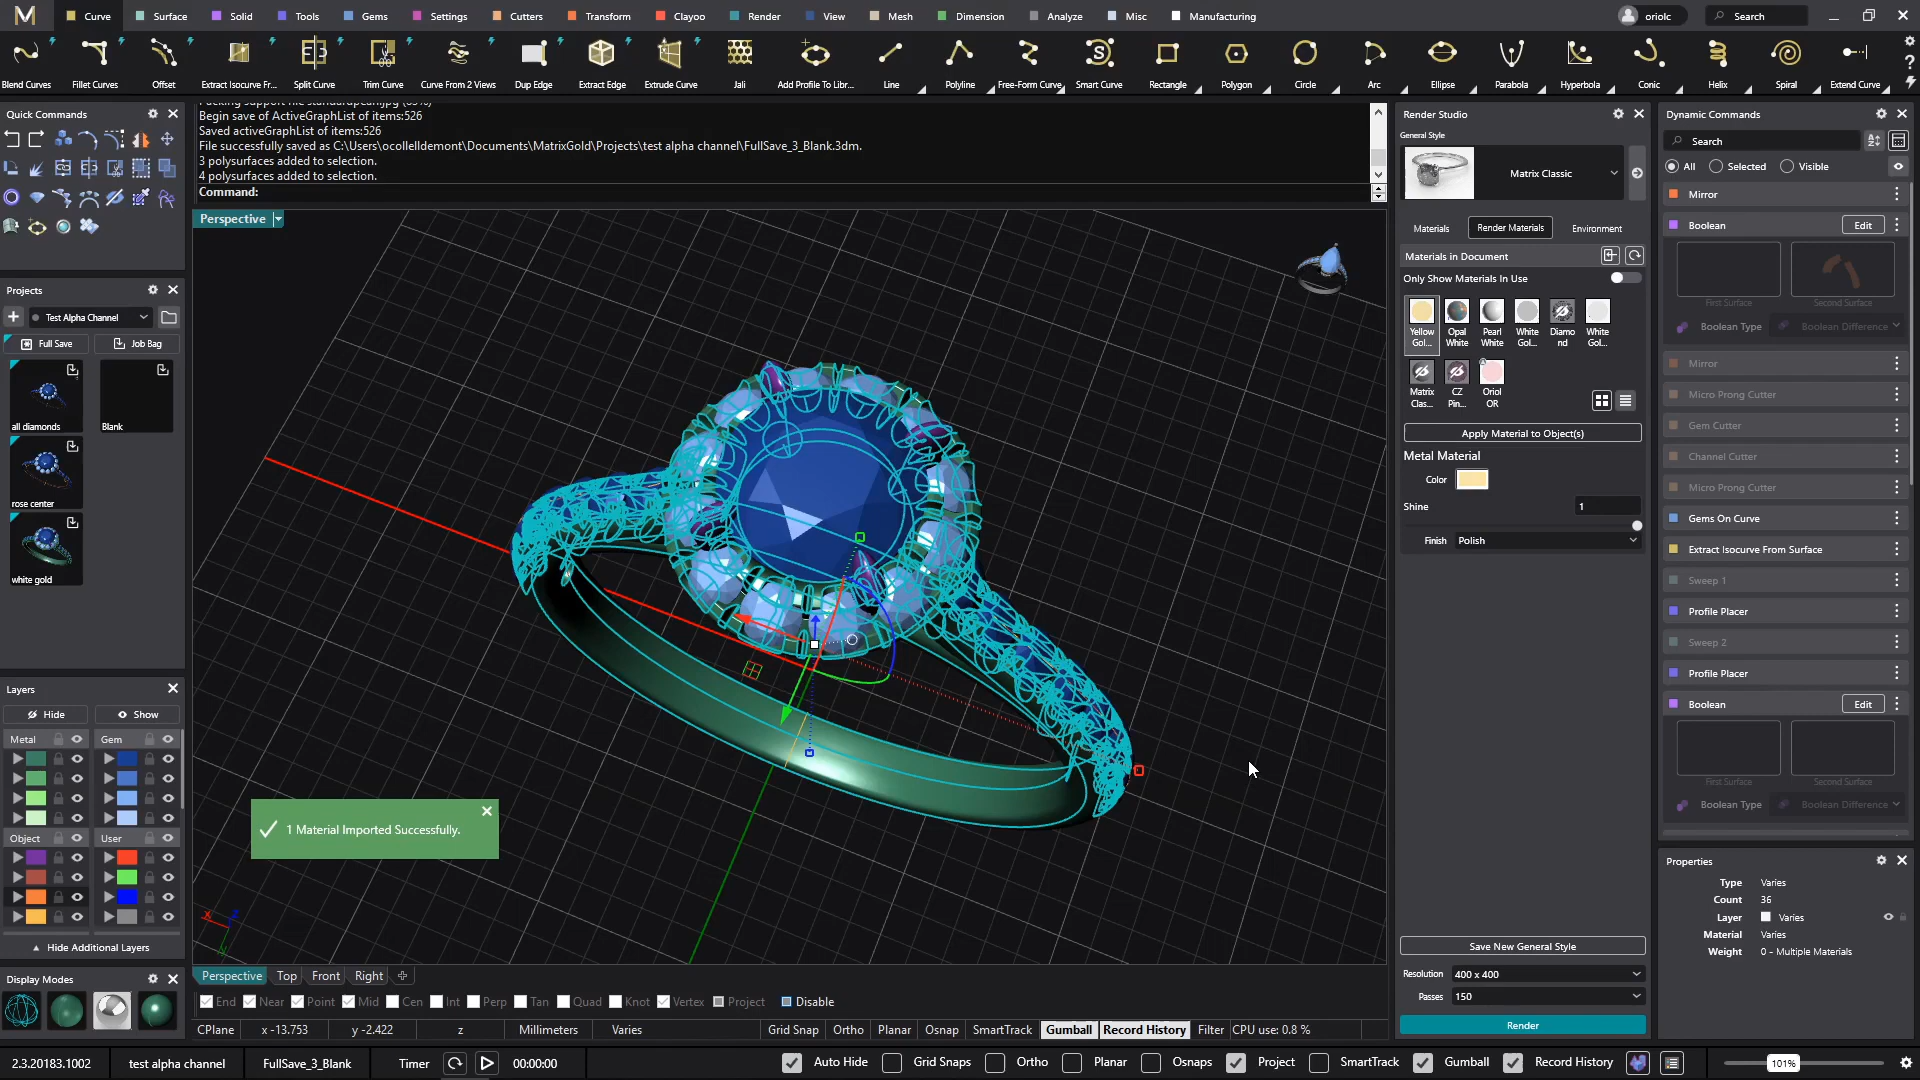 Curve Surface Solid Tools Gems Settings Cutters Transform Clayoo Render View Mesh Dimension Analyze Misc Manufacturing oriolc Search
Blend Curves Fillet Curves Offset Extract Isocurve Fr... Split Curve Trim Curve Curve From 2 Views Dup Edge Extract Edge Extrude Curve Jali Add Profile To Libr... Line Polyline Free-Form Curve Smart Curve Rectangle Polygon Circle Arc Ellipse Parabola Hyperbola Conic Helix Spiral Extend Curve
Quick Commands
Projects
Test Alpha Channel
Full Save Job Bag
all diamonds Blank
rose center
white gold
Layers
Hide Show
Metal Gem
Object User
Hide Additional Layers
Display Modes
Begin save of ActiveGraphList of items:526
Saved activeGraphList of items:526
File successfully saved as C:\Users\ocollelldemont\Documents\MatrixGold\Projects\test alpha channel\FullSave_3_Blank.3dm.
3 polysurfaces added to selection.
4 polysurfaces added to selection.
Command:
Perspective
1 Material Imported Successfully.
x z y
Perspective Top Front Right
End Near Point Mid Cen Int Perp Tan Quad Knot Vertex Project Disable
CPlane x -13.753 y -2.422 z Millimeters Varies Grid Snap Ortho Planar Osnap SmartTrack Gumball Record History Filter CPU use: 0.8 %
Render Studio
General Style
Matrix Classic
Materials Render Materials Environment
Materials in Document
Only Show Materials In Use
Yellow Gol... Opal White Pearl White White Gol... Diamo nd White Gol...
Matrix Clas... CZ Pin... Oriol OR
Apply Material to Object(s)
Metal Material
Color
Shine 1
Finish Polish
Save New General Style
Resolution 400 x 400
Passes 150
Render
Dynamic Commands
Search
All Selected Visible
Mirror
Boolean Edit
First Surface Second Surface
Boolean Type Boolean Difference
Mirror
Micro Prong Cutter
Gem Cutter
Channel Cutter
Micro Prong Cutter
Gems On Curve
Extract Isocurve From Surface
Sweep 1
Profile Placer
Sweep 2
Profile Placer
Boolean Edit
First Surface Second Surface
Boolean Type Boolean Difference
Properties
Type Varies
Count 36
Layer Varies
Material Varies
Weight 0 - Multiple Materials
2.3.20183.1002 test alpha channel FullSave_3_Blank Timer 00:00:00 Auto Hide Grid Snaps Ortho Planar Osnaps Project SmartTrack Gumball Record History 101%